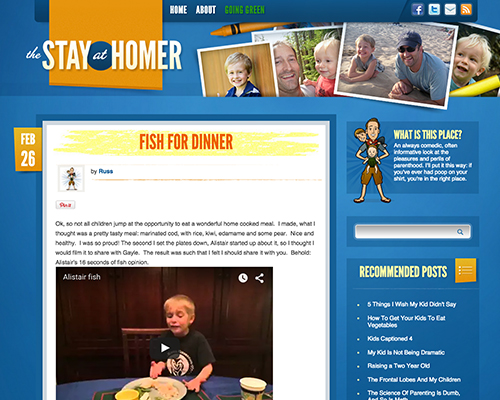 HOME ABOUT GOING GREEN
the STAY at HOMER
FEB
26
FISH FOR DINNER
by Russ
Pin it
Ok, so not all children jump at the opportunity to eat a wonderful home cooked meal. I made, what I
thought was a pretty tasty meal: marinated cod, with rice, kiwi, edamame and some pear. Nice and
healthy. I was so proud! The second I set the plates down, Alistair started up about it, so I thought I
would film it to share with Gayle. The result was such that I felt I should share it with you. Behold:
Alistair's 16 seconds of fish opinion.
Alistair fish
WHAT IS THIS PLACE?
An always comedic, often
informative look at the
pleasures and perils of
parenthood. I'll put it this way: if
you've ever had poop on your
shirt, you're in the right place.
RECOMMENDED POSTS
5 Things I Wish My Kid Didn't Say
How To Get Your Kids To Eat
Vegetables
Kids Captioned 4
My Kid Is Not Being Dramatic
Raising a Two Year Old
The Frontal Lobes And My Children
The Science Of Parenting Is Dumb,
And So Is Math